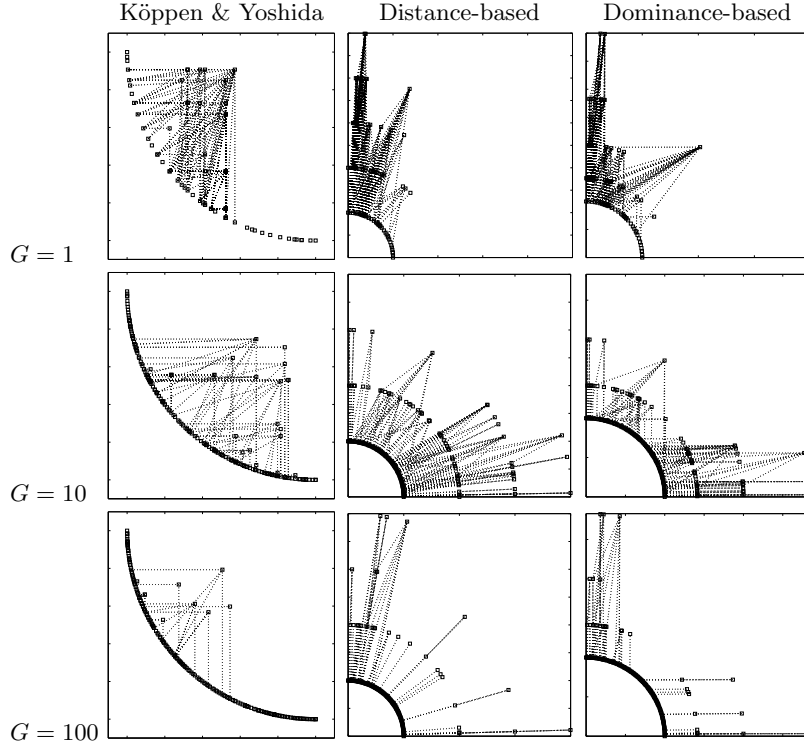 Köppen & Yoshida
Distance-based
Dominance-based
G = 1
G = 10
G = 100